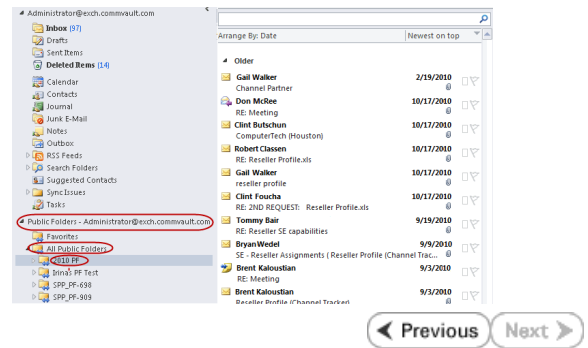 Administrator@exch.commvault.com
Inbox (97)
Drafts
Sent Items
Deleted Items (14)
Calendar
Contacts
Journal
Junk E-Mail
Notes
Outbox
RSS Feeds
Search Folders
Suggested Contacts
Sync Issues
Tasks
Public Folders - Administrator@exch.commvault.com
Favorites
All Public Folders
2010 PF
Irina's PF Test
SPP_PF-698
SPP_PF-909
Arrange By: Date Newest on top
Older
Gail Walker 2/19/2010
Channel Partner
Don McRee 10/17/2010
RE: Meeting
Clint Butschun 10/17/2010
ComputerTech (Houston)
Robert Classen 10/17/2010
RE: Reseller Profile.xls
Gail Walker 10/17/2010
reseller profile
Clint Foucha 10/17/2010
RE: 2ND REQUEST: Reseller Profile.xls
Tommy Bair 9/19/2010
RE: Reseller SE capabilities
Bryan Wedel 9/9/2010
SE - Reseller Assignments ( Reseller Profile (Channel Trac...
Brent Kaloustian 9/3/2010
RE: Meeting
Brent Kaloustian 9/3/2010
Reseller Profile (Channel Tracker)
Previous Next